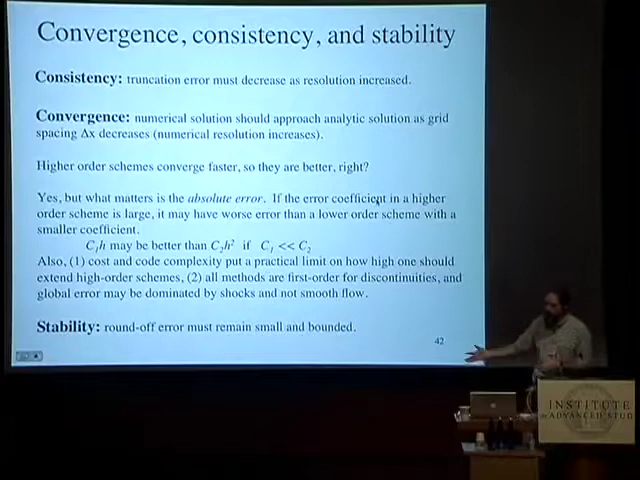 Convergence, consistency, and stability
Consistency: truncation error must decrease as resolution increased.
Convergence: numerical solution should approach analytic solution as grid
spacing Δx decreases (numerical resolution increases).
Higher order schemes converge faster, so they are better, right?
Yes, but what matters is the absolute error. If the error coefficient in a higher
order scheme is large, it may have worse error than a lower order scheme with a
smaller coefficient.
C₁h may be better than C₂h² if C₁ << C₂
Also, (1) cost and code complexity put a practical limit on how high one should
extend high-order schemes, (2) all methods are first-order for discontinuities, and
global error may be dominated by shocks and not smooth flow.
Stability: round-off error must remain small and bounded.
42
INSTITUTE
ADVANCED STUD